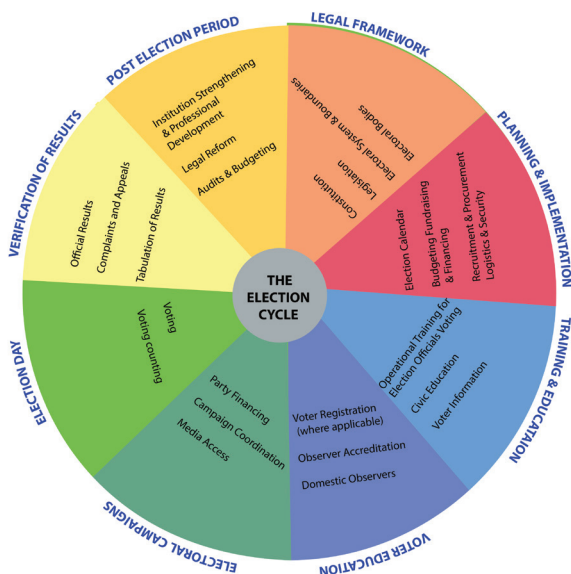 THE
ELECTION
CYCLE
LEGAL FRAMEWORK
Constitution
Legislation
Electoral System & Boundaries
Electoral Bodies
PLANNING & IMPLEMENTATION
Election Calendar
Budgeting Fundraising
& Financing
Recruitment & Procurement
Logistics & Security
TRAINING & EDUCATAION
Operational Training for
Election Officials Voting
Civic Education
Voter Information
VOTER EDUCATION
Voter Registration
(where applicable)
Observer Accreditation
Domestic Observers
ELECTORAL CAMPAIGNS
Party Financing
Campaign Coordination
Media Access
ELECTION DAY
Voting
Voting counting
VERIFICATION OF RESULTS
Official Results
Complaints and Appeals
Tabulation of Results
POST ELECTION PERIOD
Institution Strengthening
& Professional
Development
Legal Reform
Audits & Budgeting